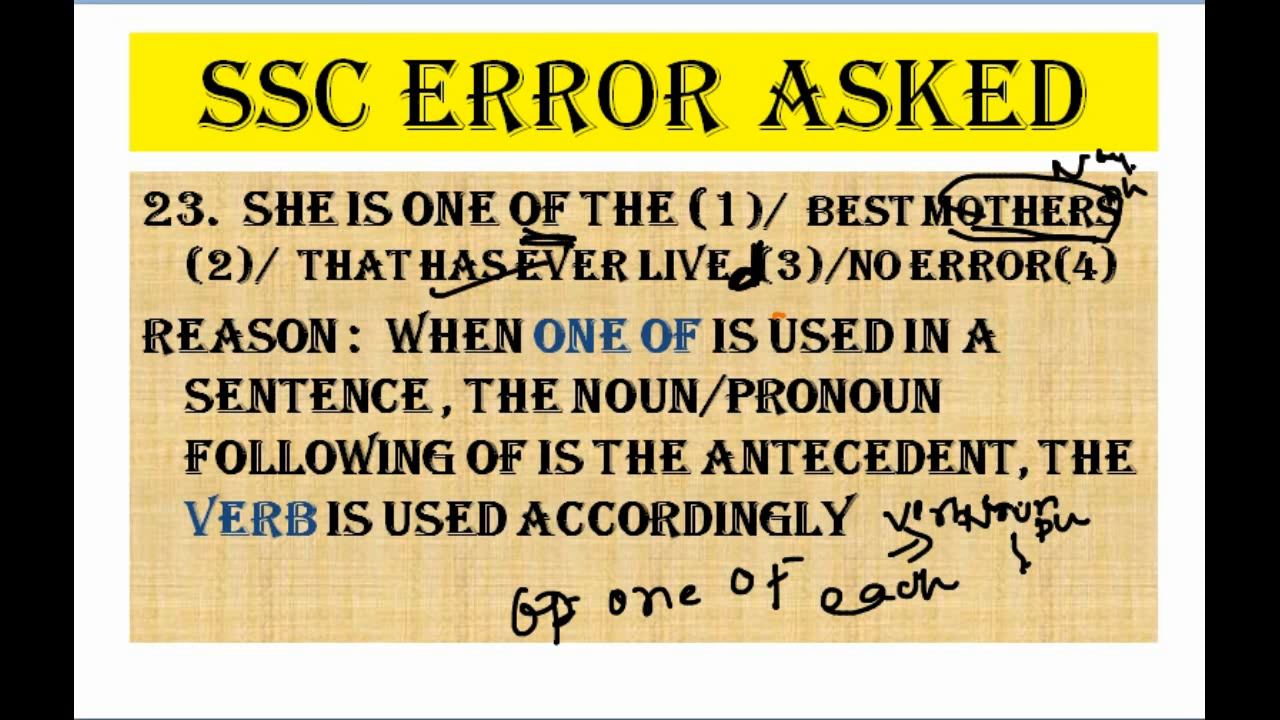 SSC ERROR ASKED
23. SHE IS ONE OF THE (1)/ BEST MOTHERS
(2)/ THAT HAS EVER LIVEd (3)/NO ERROR(4)
REASON: WHEN ONE OF IS USED IN A
SENTENCE, THE NOUN/PRONOUN
FOLLOWING OF IS THE ANTECEDENT, THE
VERB IS USED ACCORDINGLY
one of each